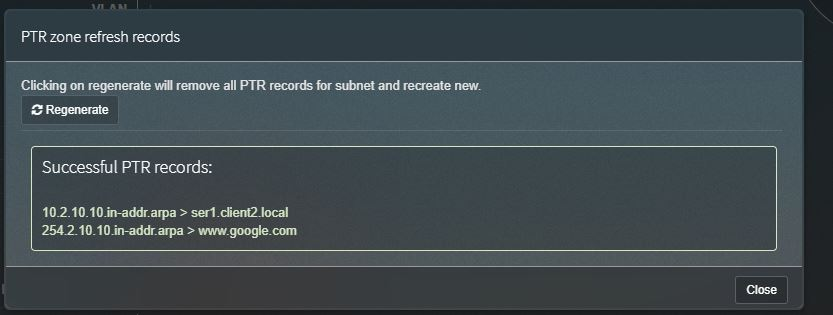 VLAN
PTR zone refresh records
Clicking on regenerate will remove all PTR records for subnet and recreate new.
Regenerate
Successful PTR records:
10.2.10.10.in-addr.arpa > ser1.client2.local
254.2.10.10.in-addr.arpa > www.google.com
Close